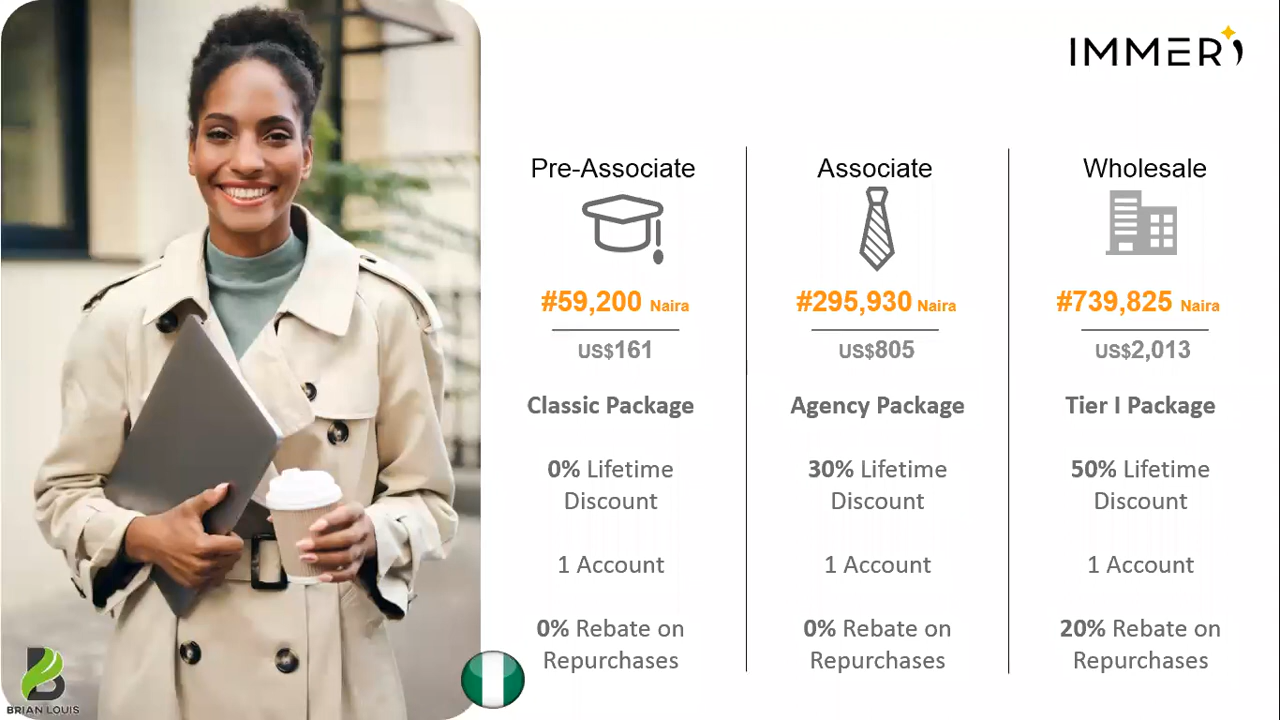 IMMERI
Pre-Associate
#59,200 Naira
US$161
Classic Package
0% Lifetime
Discount
1 Account
0% Rebate on
Repurchases
Associate
#295,930 Naira
US$805
Agency Package
30% Lifetime
Discount
1 Account
0% Rebate on
Repurchases
Wholesale
#739,825 Naira
US$2,013
Tier I Package
50% Lifetime
Discount
1 Account
20% Rebate on
Repurchases
BRIAN LOUIS